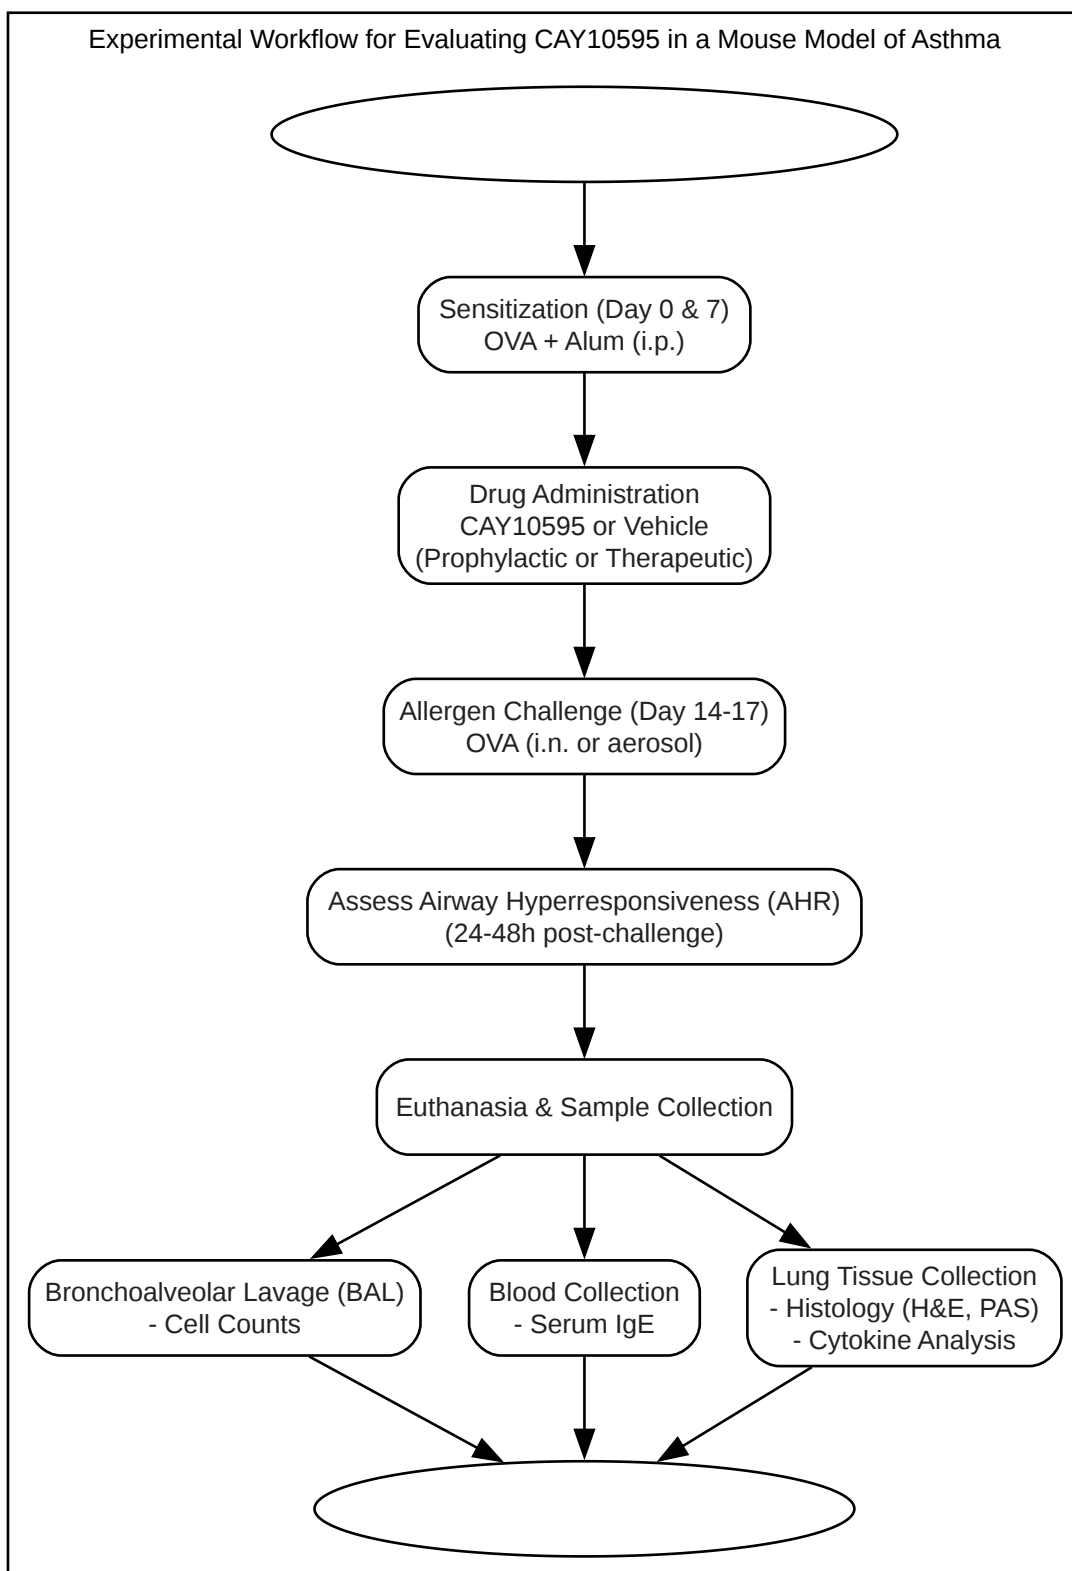 Experimental Workflow for Evaluating CAY10595 in a Mouse Model of Asthma
Sensitization (Day 0 & 7)
OVA + Alum (i.p.)
Drug Administration
CAY10595 or Vehicle
(Prophylactic or Therapeutic)
Allergen Challenge (Day 14-17)
OVA (i.n. or aerosol)
Assess Airway Hyperresponsiveness (AHR)
(24-48h post-challenge)
Euthanasia & Sample Collection
Bronchoalveolar Lavage (BAL)
- Cell Counts
Blood Collection
- Serum IgE
Lung Tissue Collection
- Histology (H&E, PAS)
- Cytokine Analysis